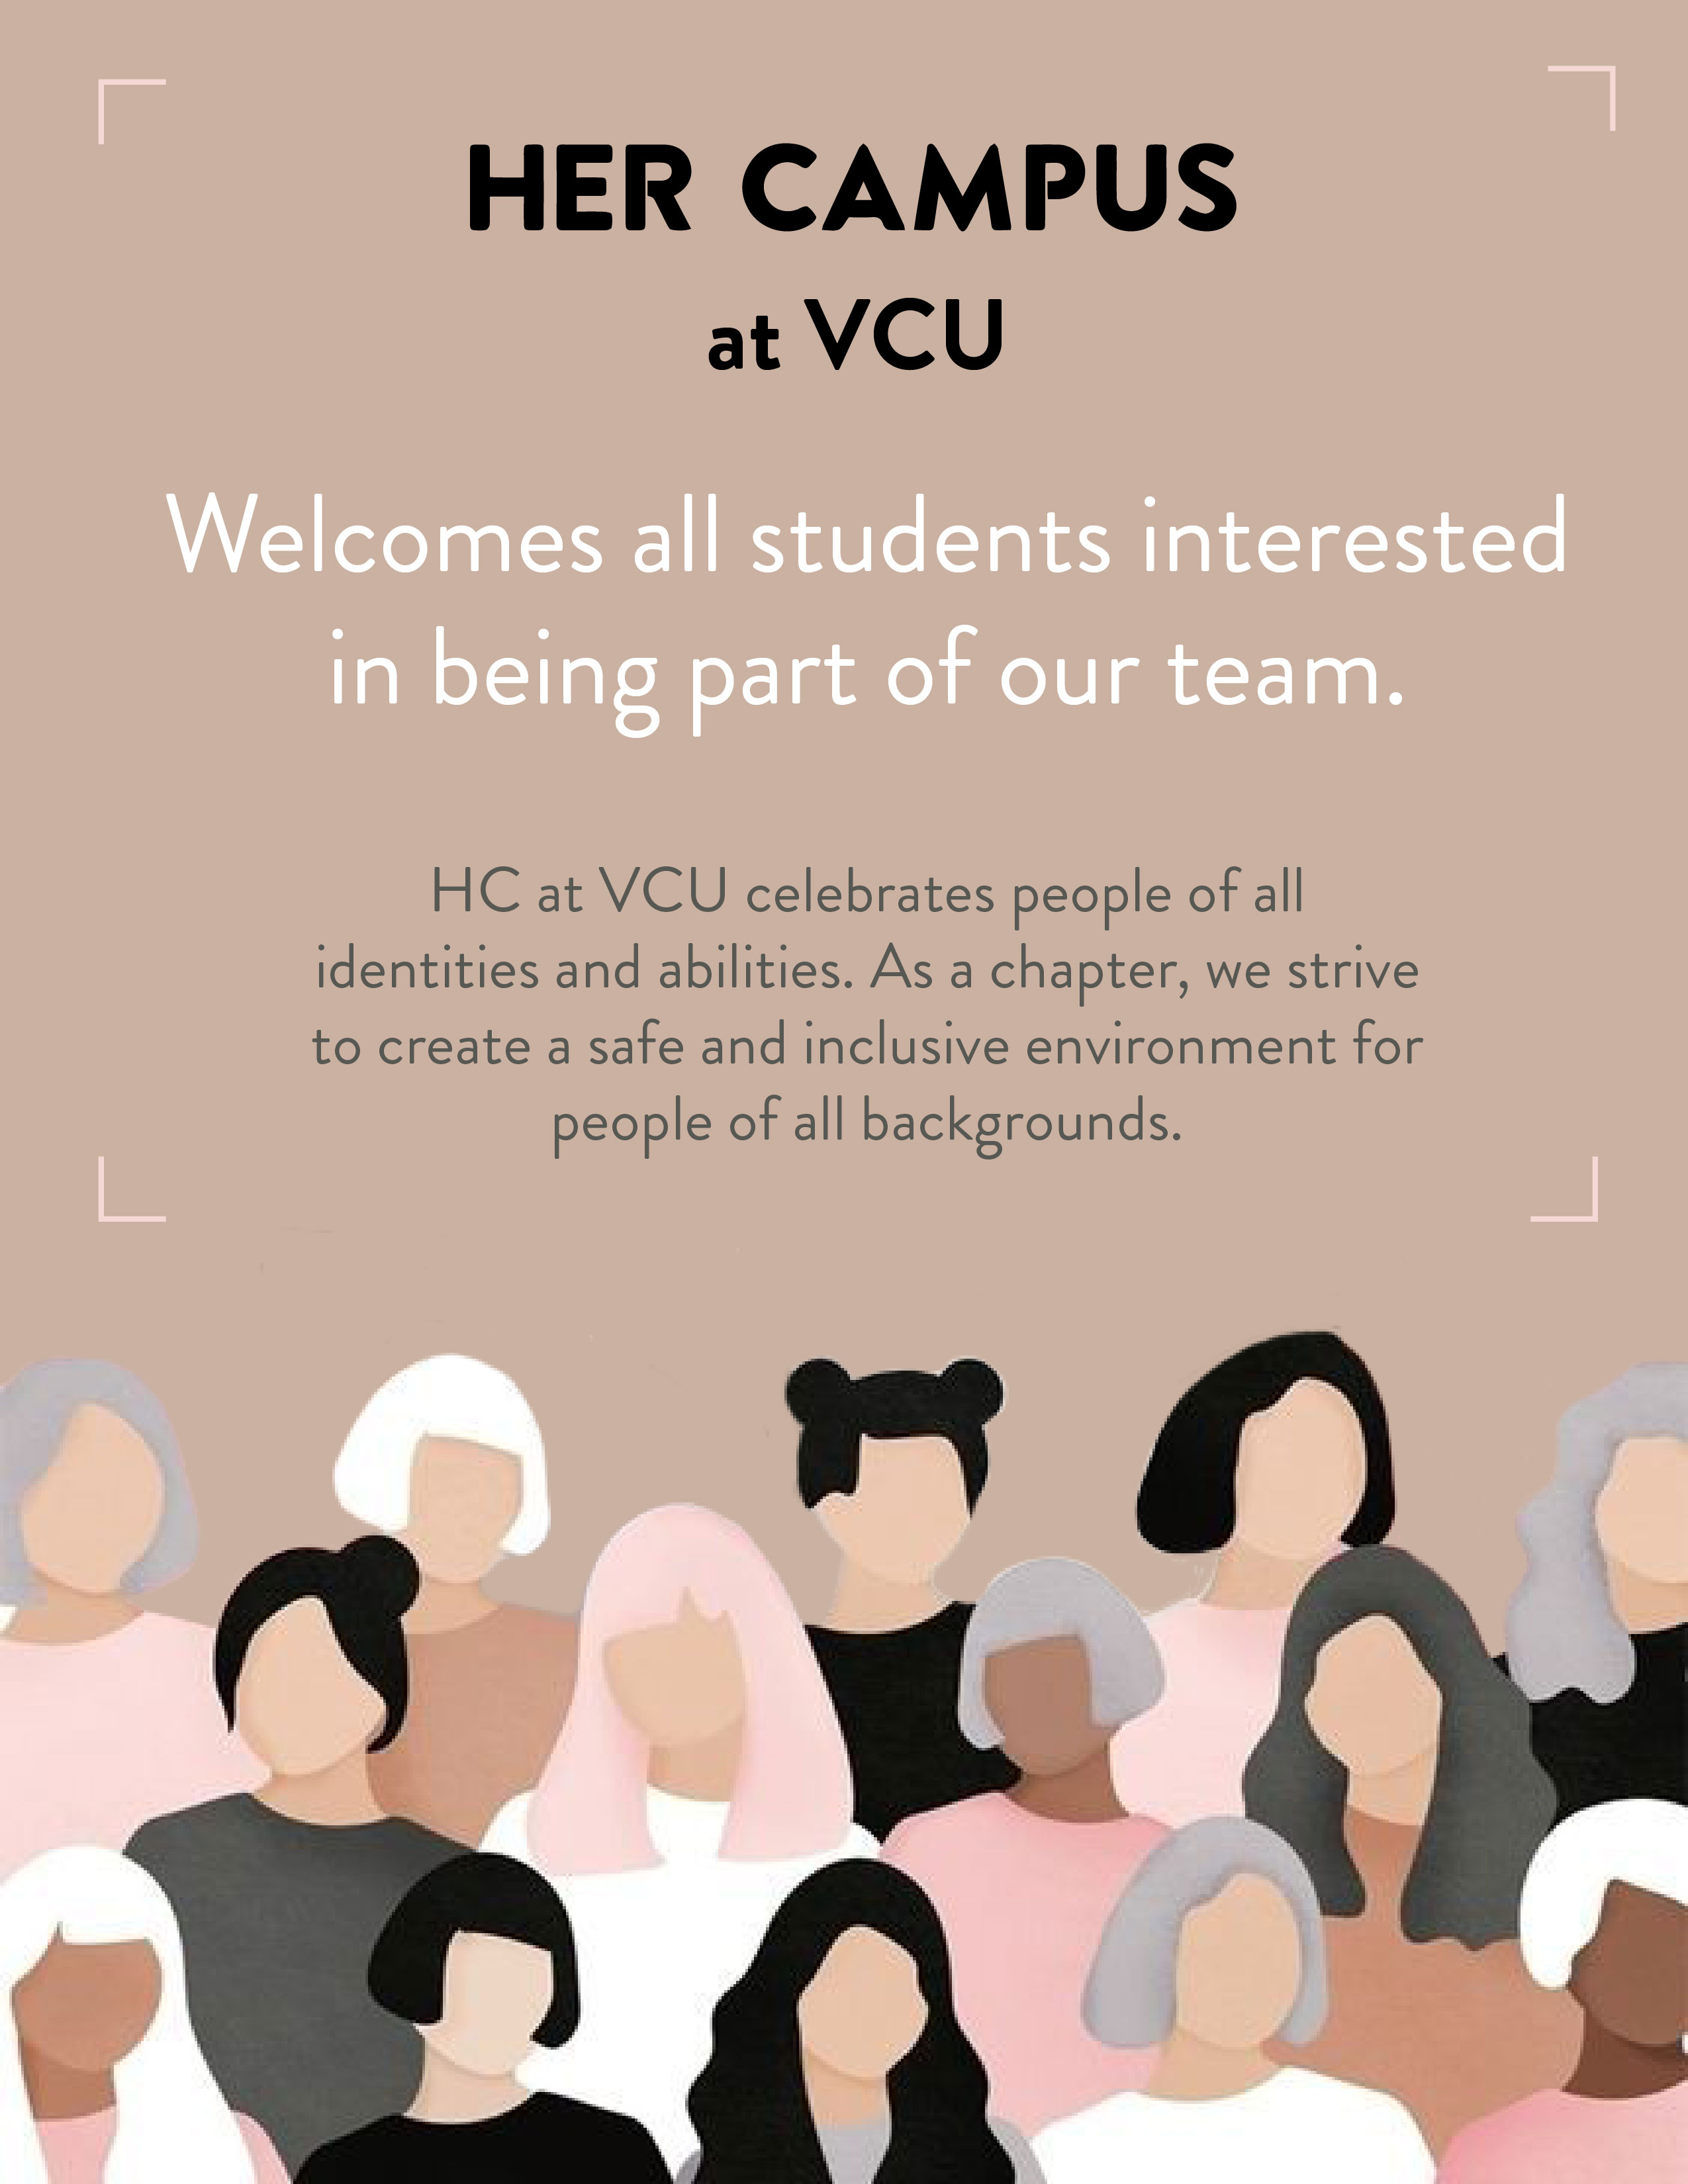 HER CAMPUS
at VCU
Welcomes all students interested
in being part of our team.
HC at VCU celebrates people of all
identities and abilities. As a chapter, we strive
to create a safe and inclusive environment for
people of all backgrounds.